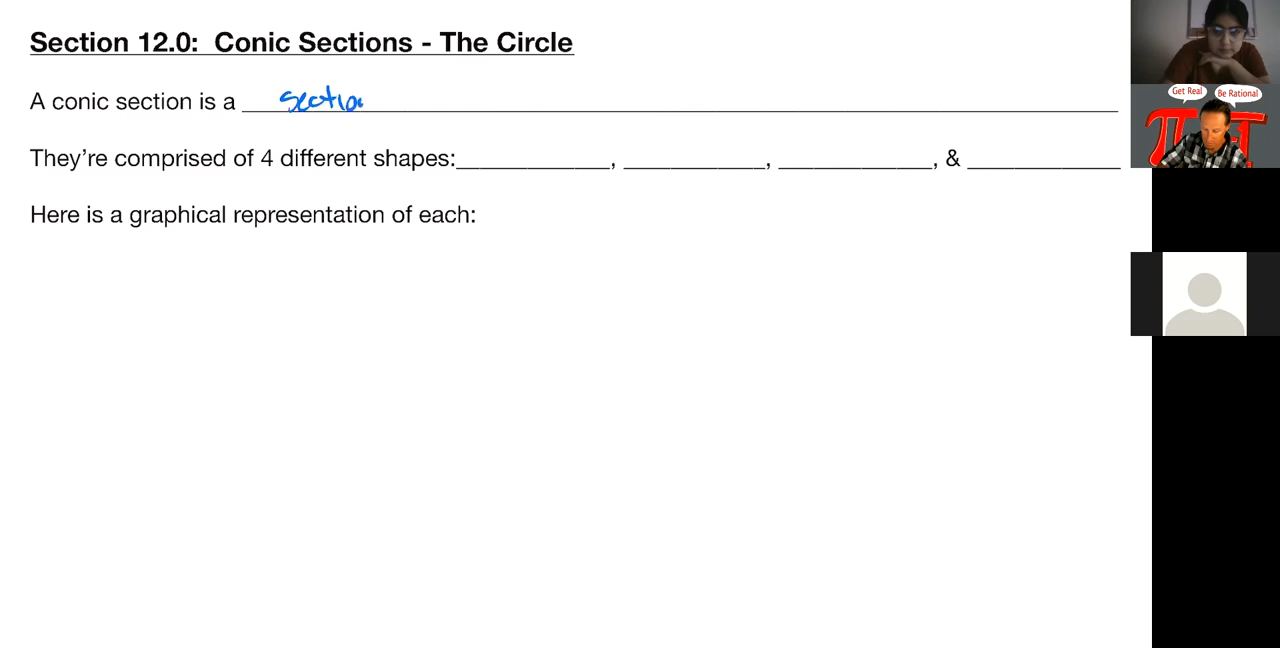 Section 12.0: Conic Sections - The Circle
A conic section is a section
They're comprised of 4 different shapes:____________, ___________, ____________, & ____________
Here is a graphical representation of each:
Get Real
Be Rational